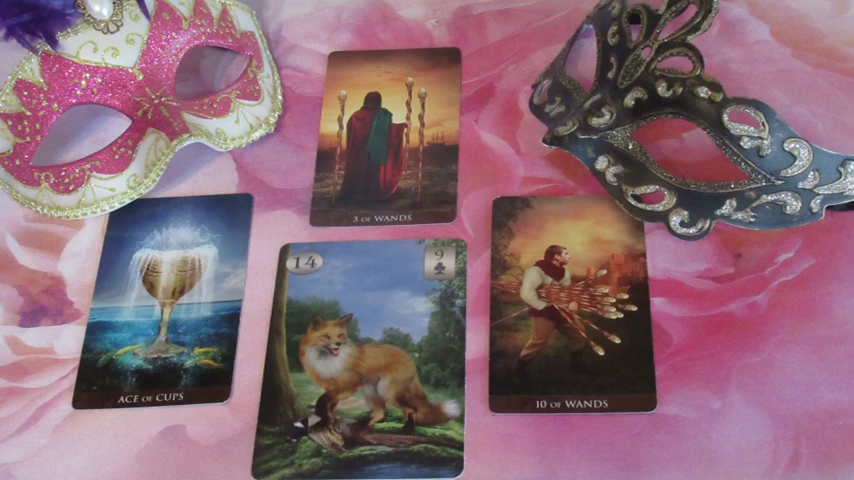 3 OF WANDS
14
9
ACE OF CUPS
10 OF WANDS